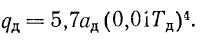 q_д = 5,7a_д (0,01T_д)⁴.